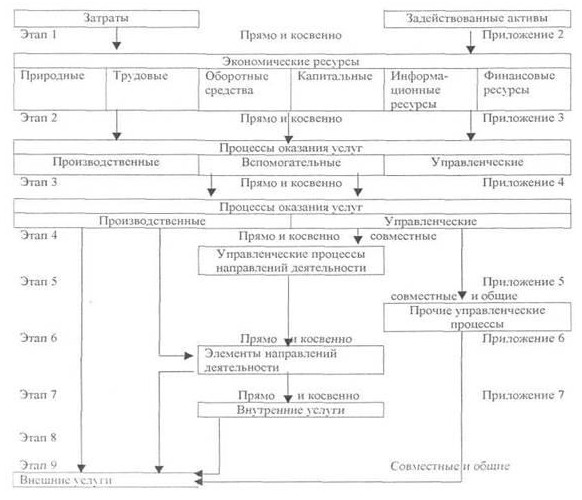 Затраты Задействованные активы
Этап 1 Прямо и косвенно Приложение 2
Экономические ресурсы
Природные Трудовые Оборотные Капитальные Информа- Финансовые
средства ционные ресурсы
ресурсы
Этап 2 Прямо и косвенно Приложение 3
Процессы оказания услуг
Производственные Вспомогательные Управленческие
Этап 3 Прямо и косвенно Приложение 4
Процессы оказания услуг
Производственные Управленческие
Этап 4 Прямо и косвенно совместные
Управленческие процессы
направлений деятельности
Этап 5 Приложение 5
совместные и общие
Прочие управленческие
процессы
Этап 6 Прямо и косвенно Приложение 6
Элементы направлений
деятельности
Этап 7 Прямо и косвенно Приложение 7
Внутренние услуги
Этап 8
Этап 9 Совместные и общие
Внешние услуги